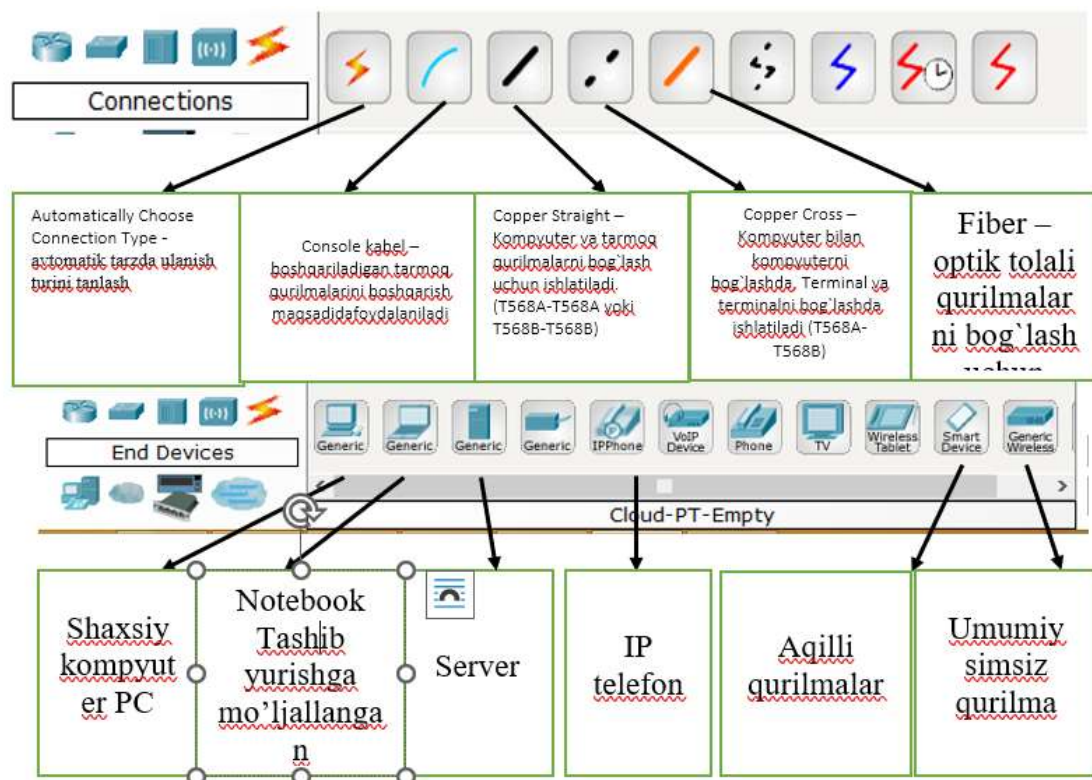 Connections
Automatically Choose
Connection Type -
avtomatik tarzda ulanish
turini tanlash
Console kabel –
boshqariladigan tarmoq
qurilmalarini boshqarish
maqsadidafoydalaniladi
Copper Straight –
Kompyuter va tarmoq
qurilmalarni bog`lash
uchun ishlatiladi
(T568A-T568A yoki
T568B-T568B)
Copper Cross –
Kompyuter bilan
kompyuterni
bog`lashda, Terminal va
terminalni bog`lashda
ishlatiladi (T568A-
T568B)
Fiber –
optik tolali
qurilmalar
ni bog`lash
uchun
End Devices
Generic
Generic
Generic
Generic
IPPhone
VoIP
Device
Phone
TV
Wireless
Tablet
Smart
Device
Generic
Wireless
Cloud-PT-Empty
Shaxsiy
kompyut
er PC
Notebook
Tashib
yurishga
mo’ljallanga
n
Server
IP
telefon
Aqilli
qurilmalar
Umumiy
simsiz
qurilma